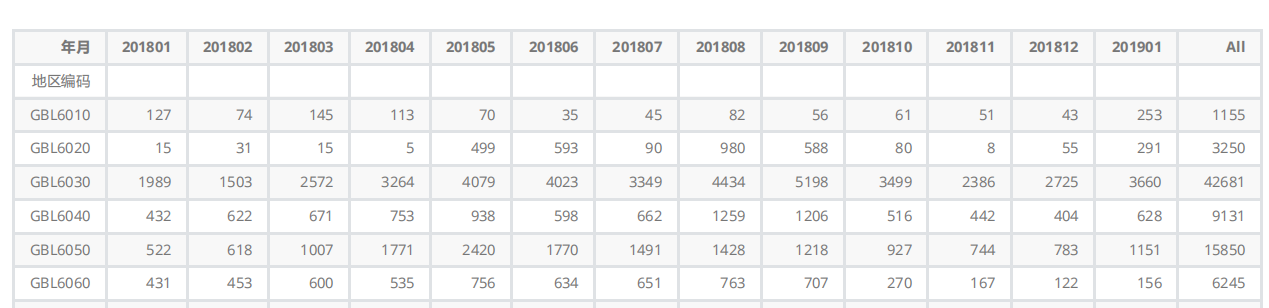 年月 201801 201802 201803 201804 201805 201806 201807 201808 201809 201810 201811 201812 201901 All
地区编码
GBL6010 127 74 145 113 70 35 45 82 56 61 51 43 253 1155
GBL6020 15 31 15 5 499 593 90 980 588 80 8 55 291 3250
GBL6030 1989 1503 2572 3264 4079 4023 3349 4434 5198 3499 2386 2725 3660 42681
GBL6040 432 622 671 753 938 598 662 1259 1206 516 442 404 628 9131
GBL6050 522 618 1007 1771 2420 1770 1491 1428 1218 927 744 783 1151 15850
GBL6060 431 453 600 535 756 634 651 763 707 270 167 122 156 6245